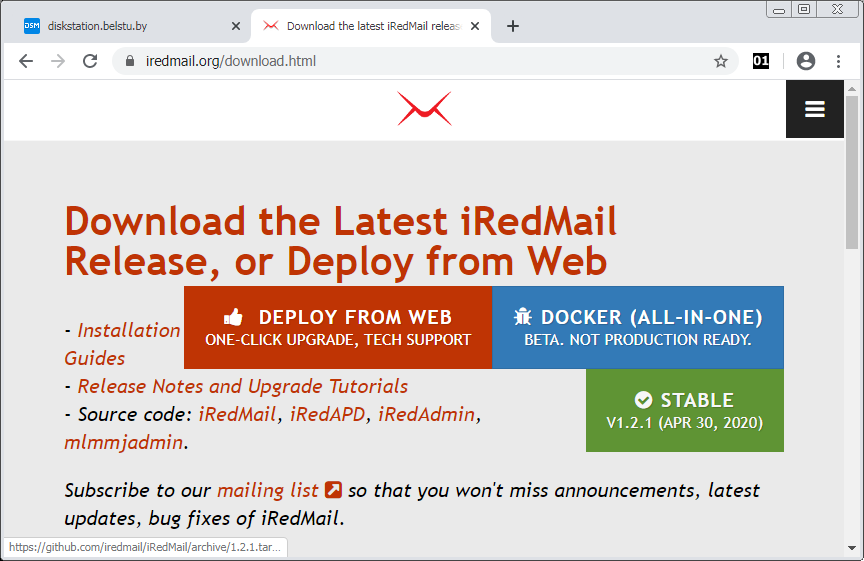 DSM
diskstation.belstu.by
Download the latest iRedMail releas
iredmail.org/download.html
01
Download the Latest iRedMail
Release, or Deploy from Web
DEPLOY FROM WEB
ONE-CLICK UPGRADE, TECH SUPPORT
DOCKER (ALL-IN-ONE)
BETA. NOT PRODUCTION READY.
STABLE
V1.2.1 (APR 30, 2020)
- Installation
Guides
- Release Notes and Upgrade Tutorials
- Source code: iRedMail, iRedAPD, iRedAdmin,
mlmmjadmin.
Subscribe to our mailing list so that you won't miss announcements, latest
updates, bug fixes of iRedMail.
https://github.com/iredmail/iRedMail/archive/1.2.1.tar...